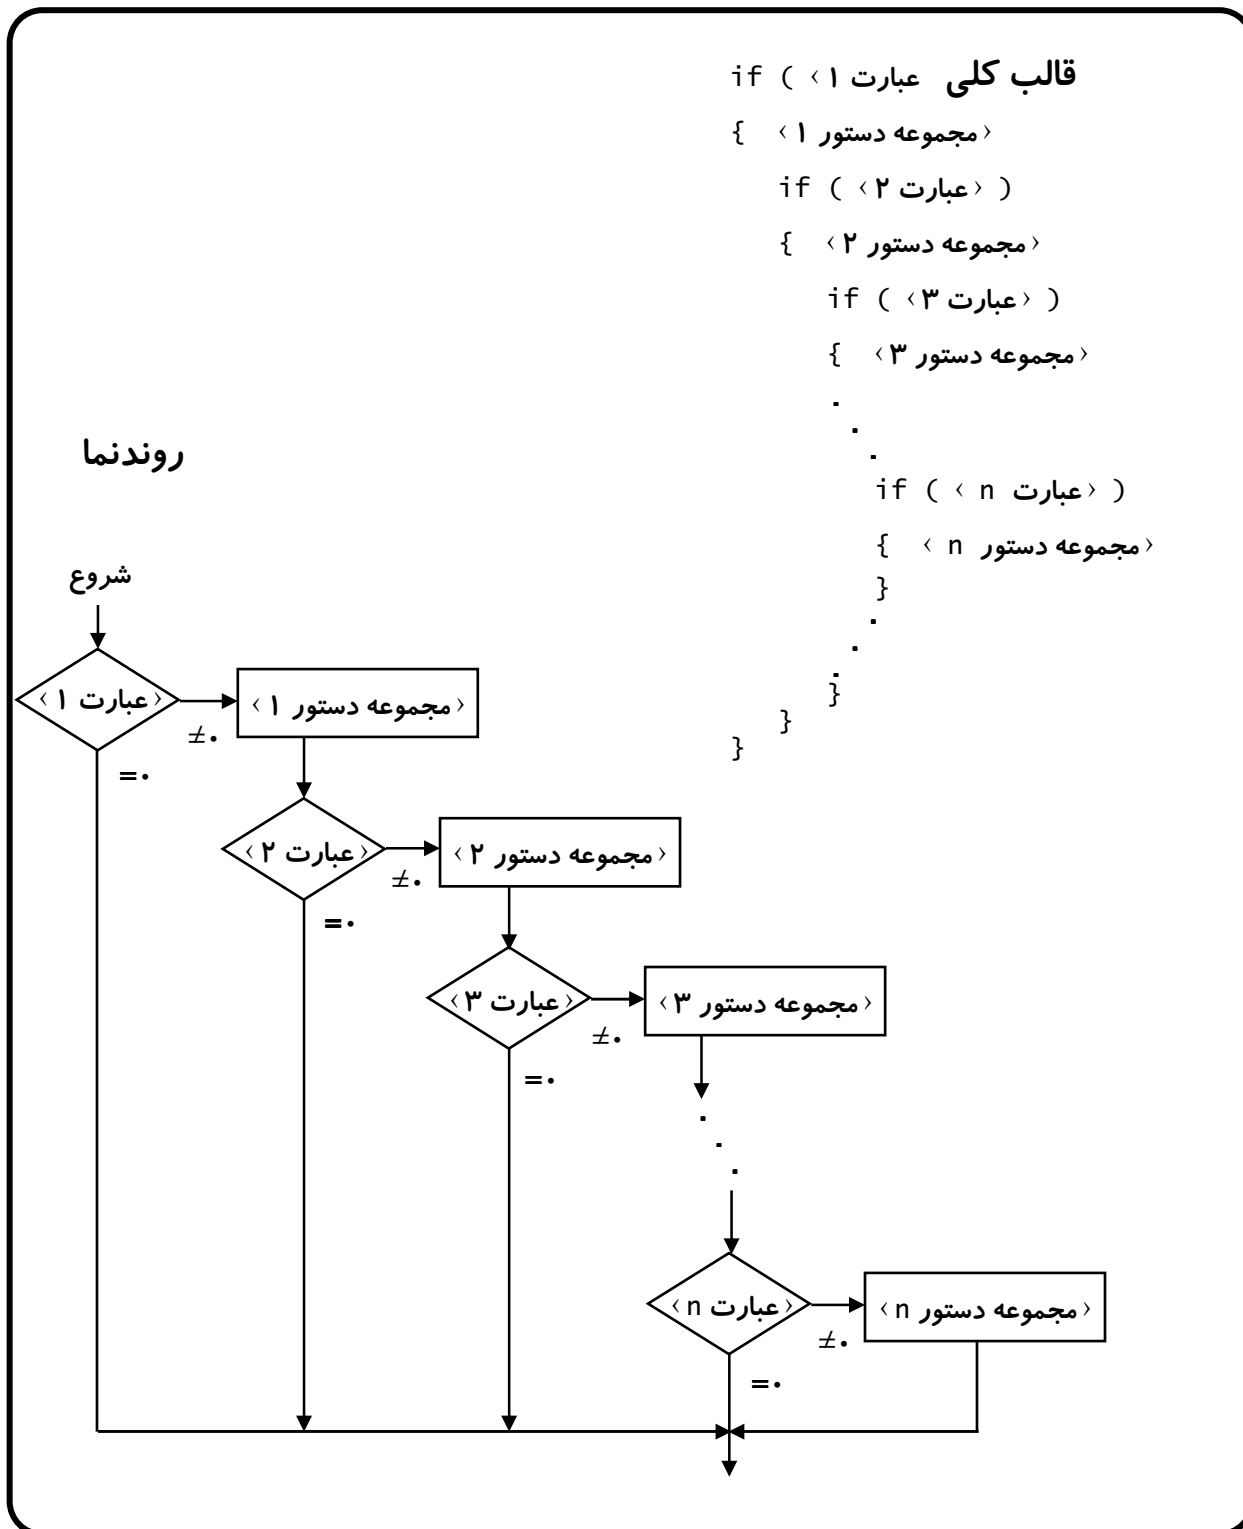 قالب کلی
if ( ‹ عبارت ۱ ›
{ ‹ مجموعه دستور ۱ ›
if ( ‹ عبارت ۲ › )
{ ‹ مجموعه دستور ۲ ›
if ( ‹ عبارت ۳ › )
{ ‹ مجموعه دستور ۳ ›
.
.
.
if ( ‹ عبارت n › )
{ ‹ مجموعه دستور n ›
}
.
.
.
}
}
}
روندنما
شروع
‹ عبارت ۱ ›
≠۰
‹ مجموعه دستور ۱ ›
=۰
‹ عبارت ۲ ›
≠۰
‹ مجموعه دستور ۲ ›
=۰
‹ عبارت ۳ ›
≠۰
‹ مجموعه دستور ۳ ›
=۰
.
.
.
‹ عبارت n ›
≠۰
‹ مجموعه دستور n ›
=۰